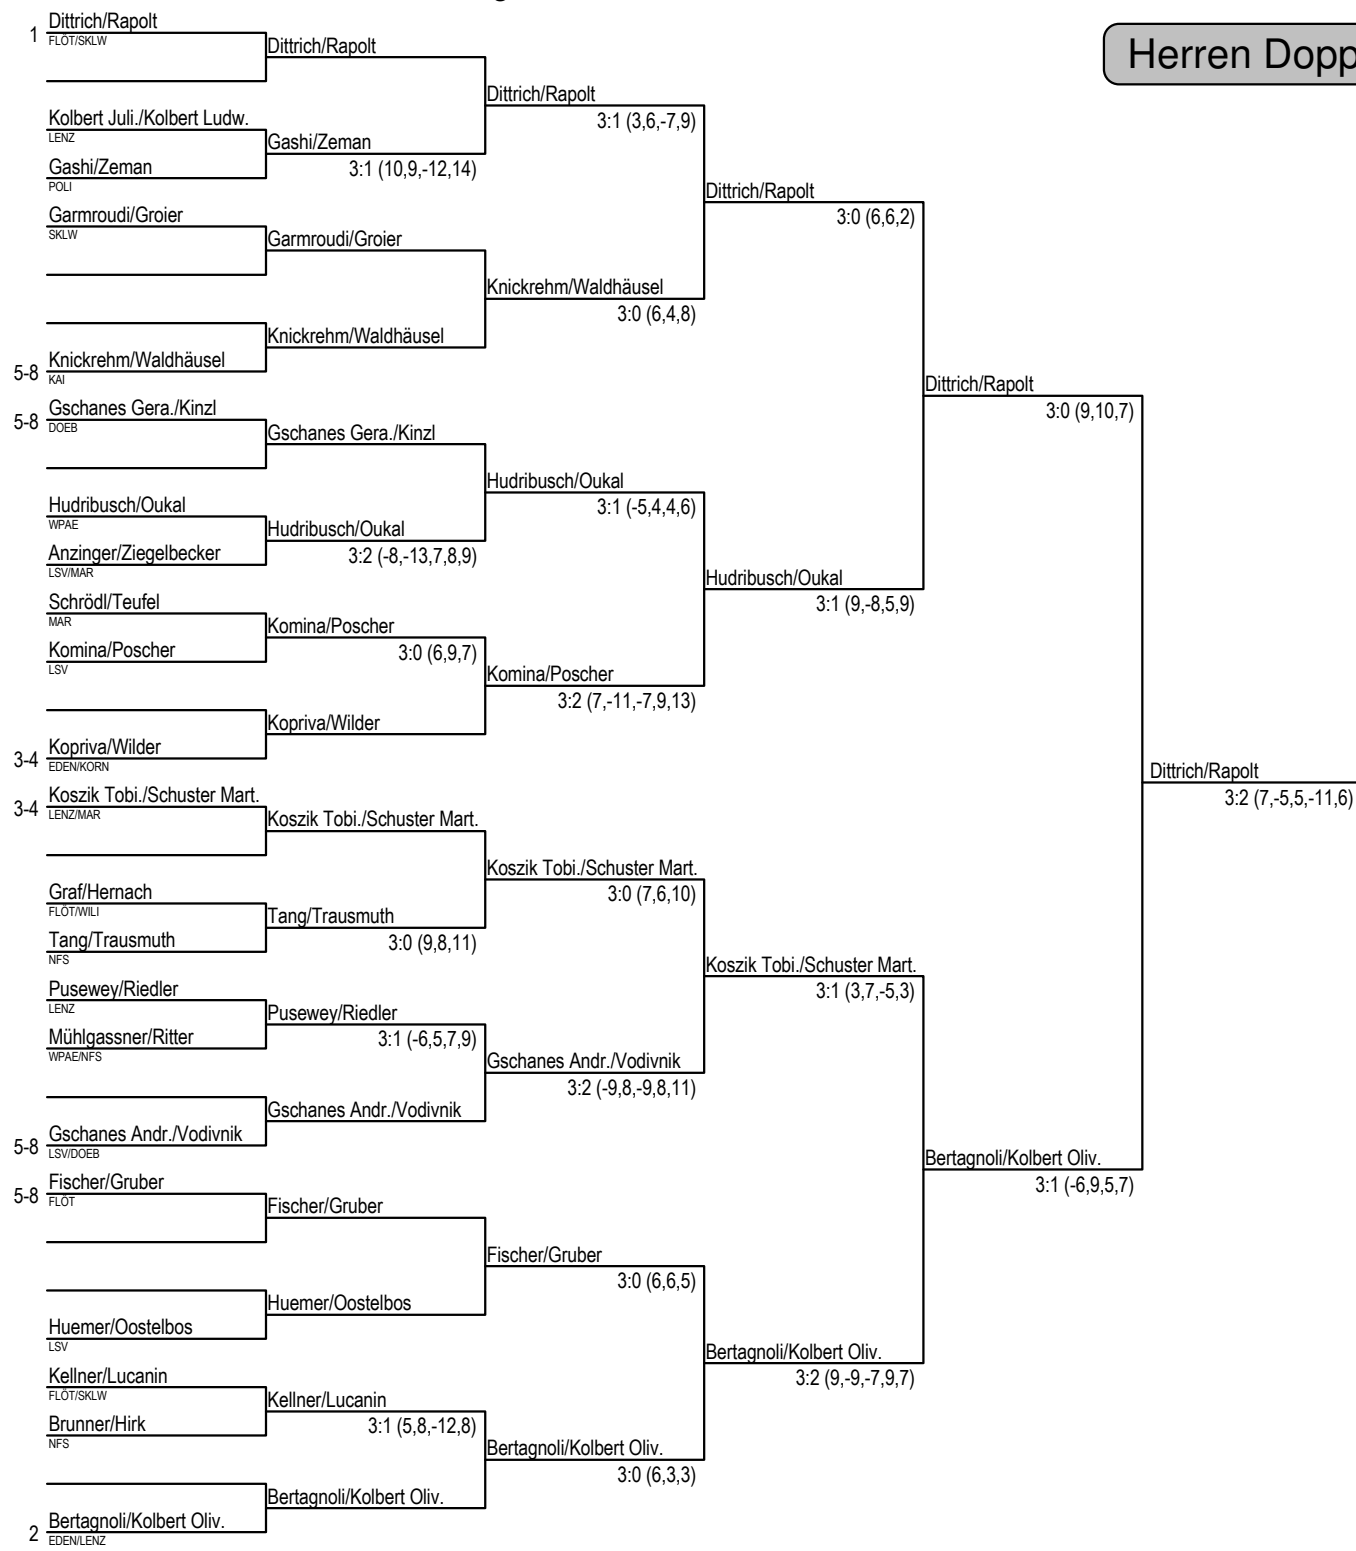 Herren Dopp
1
Dittrich/Rapolt
FLÖT/SKLW
Kolbert Juli./Kolbert Ludw.
LENZ
Gashi/Zeman
POLI
Garmroudi/Groier
SKLW
5-8
Knickrehm/Waldhäusel
KAI
5-8
Gschanes Gera./Kinzl
DOEB
Hudribusch/Oukal
WPAE
Anzinger/Ziegelbecker
LSV/MAR
Schrödl/Teufel
MAR
Komina/Poscher
LSV
3-4
Kopriva/Wilder
EDEN/KORN
3-4
Koszik Tobi./Schuster Mart.
LENZ/MAR
Graf/Hernach
FLÖT/WILI
Tang/Trausmuth
NFS
Pusewey/Riedler
LENZ
Mühlgassner/Ritter
WPAE/NFS
5-8
Gschanes Andr./Vodivnik
LSV/DOEB
5-8
Fischer/Gruber
FLÖT
Huemer/Oostelbos
LSV
Kellner/Lucanin
FLÖT/SKLW
Brunner/Hirk
NFS
2
Bertagnoli/Kolbert Oliv.
EDEN/LENZ
Dittrich/Rapolt
Gashi/Zeman
3:1 (10,9,-12,14)
Garmroudi/Groier
Knickrehm/Waldhäusel
Gschanes Gera./Kinzl
Hudribusch/Oukal
3:2 (-8,-13,7,8,9)
Komina/Poscher
3:0 (6,9,7)
Kopriva/Wilder
Koszik Tobi./Schuster Mart.
Tang/Trausmuth
3:0 (9,8,11)
Pusewey/Riedler
3:1 (-6,5,7,9)
Gschanes Andr./Vodivnik
Fischer/Gruber
Huemer/Oostelbos
Kellner/Lucanin
3:1 (5,8,-12,8)
Bertagnoli/Kolbert Oliv.
Dittrich/Rapolt
3:1 (3,6,-7,9)
Knickrehm/Waldhäusel
3:0 (6,4,8)
Hudribusch/Oukal
3:1 (-5,4,4,6)
Komina/Poscher
3:2 (7,-11,-7,9,13)
Koszik Tobi./Schuster Mart.
3:0 (7,6,10)
Gschanes Andr./Vodivnik
3:2 (-9,8,-9,8,11)
Fischer/Gruber
3:0 (6,6,5)
Bertagnoli/Kolbert Oliv.
3:0 (6,3,3)
Dittrich/Rapolt
3:0 (6,6,2)
Hudribusch/Oukal
3:1 (9,-8,5,9)
Koszik Tobi./Schuster Mart.
3:1 (3,7,-5,3)
Bertagnoli/Kolbert Oliv.
3:2 (9,-9,-7,9,7)
Dittrich/Rapolt
3:0 (9,10,7)
Bertagnoli/Kolbert Oliv.
3:1 (-6,9,5,7)
Dittrich/Rapolt
3:2 (7,-5,5,-11,6)